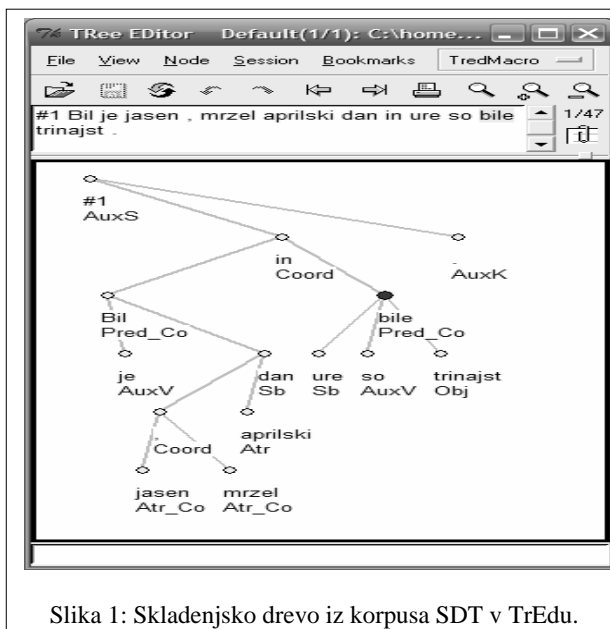 TRee EDitor Default(1/1): C:\home...
File View Node Session Bookmarks TredMacro
#1 Bil je jasen , mrzel aprilski dan in ure so bile
trinajst .
1/47
#1
AuxS
in
Coord
.
AuxK
Bil
Pred_Co
bile
Pred_Co
je
AuxV
dan
Sb
ure
Sb
so
AuxV
trinajst
Obj
,
Coord
aprilski
Atr
jasen
Atr_Co
mrzel
Atr_Co
Slika 1: Skladenjsko drevo iz korpusa SDT v TrEdu.